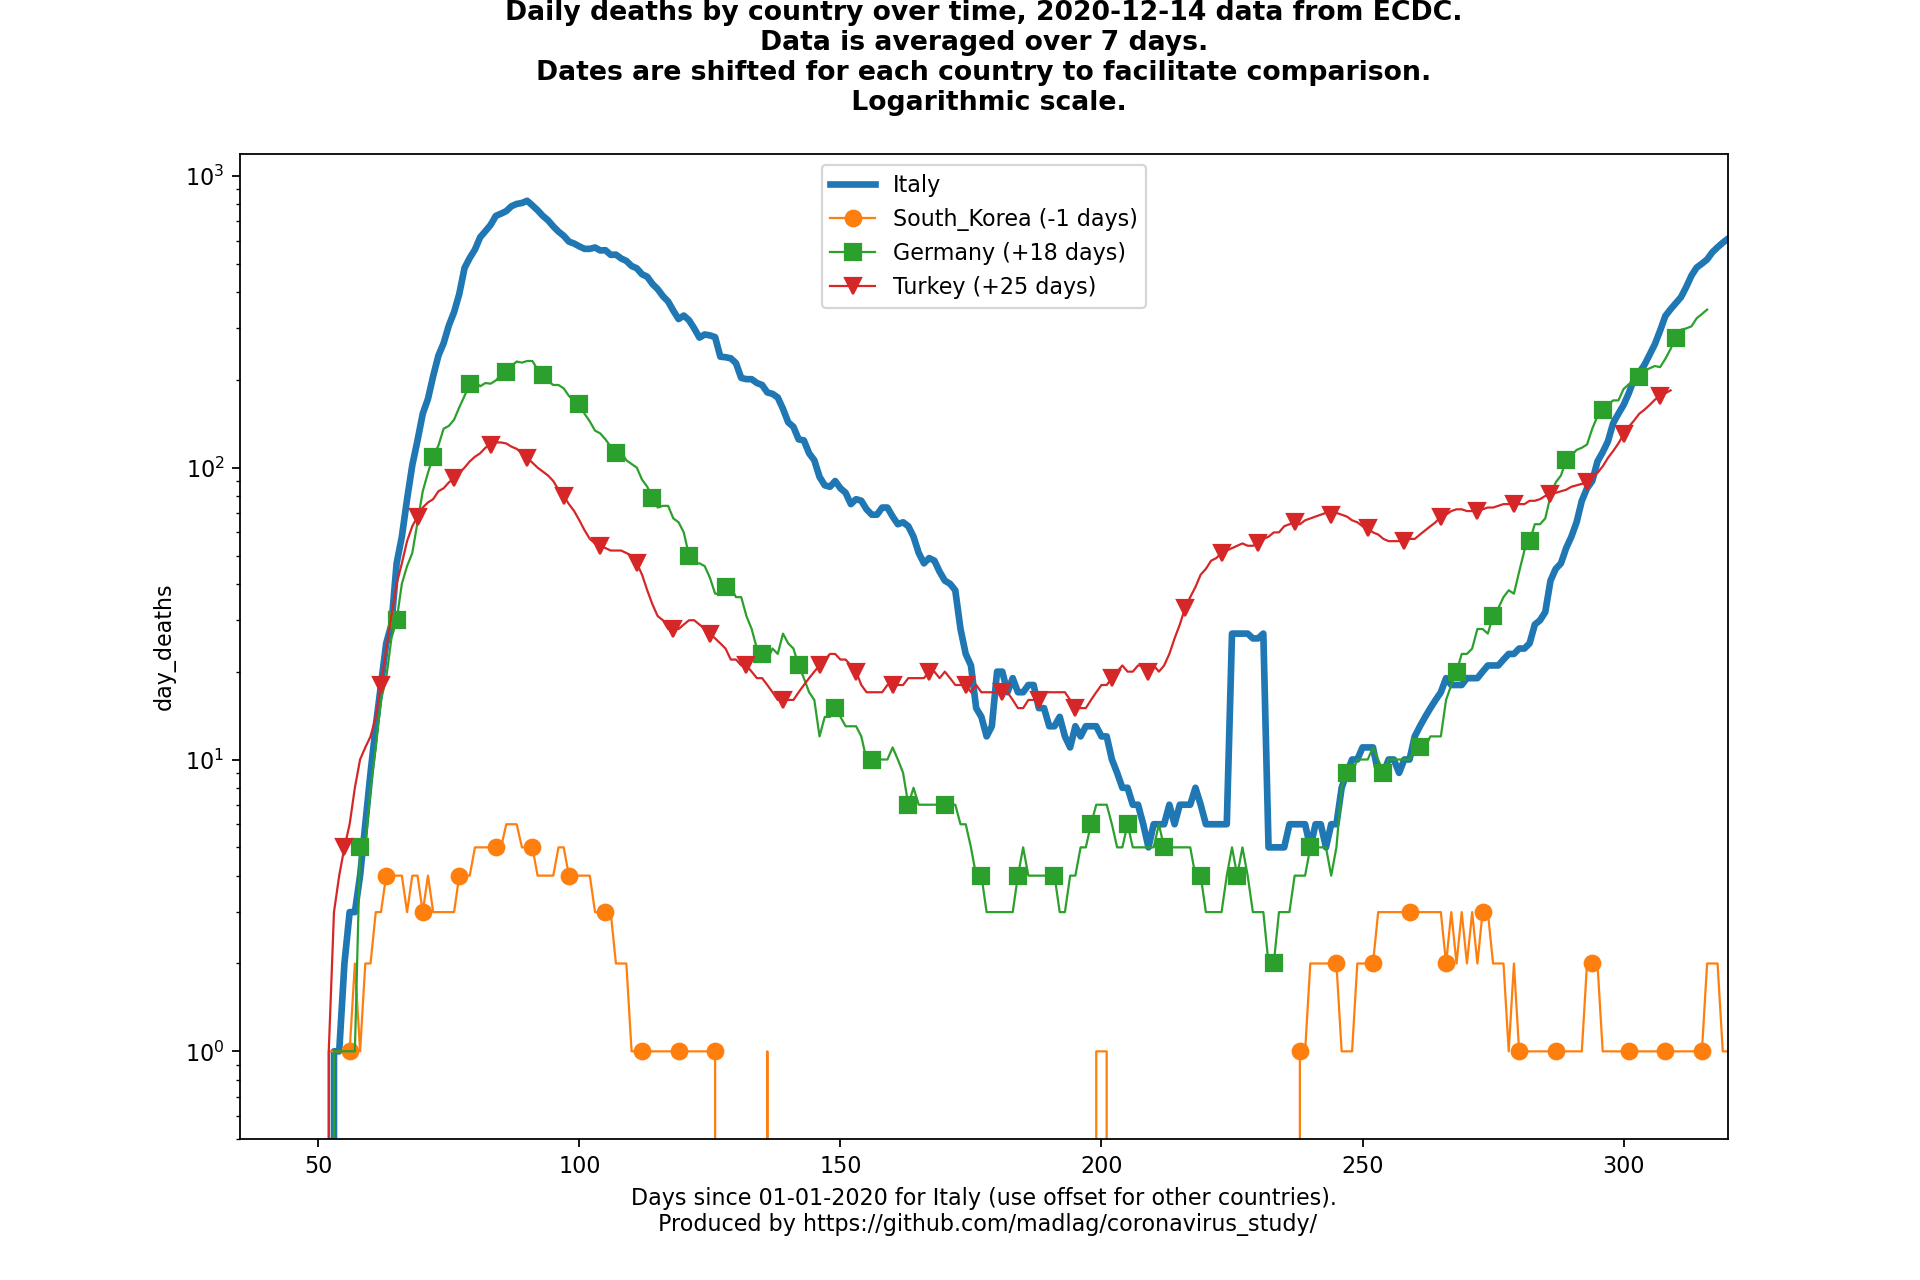 Daily deaths by country over time, 2020-12-14 data from ECDC.
Data is averaged over 7 days.
Dates are shifted for each country to facilitate comparison.
Logarithmic scale.
10³
Italy
South_Korea (-1 days)
Germany (+18 days)
Turkey (+25 days)
10²
day_deaths
10¹
10⁰
50 100 150 200 250 300
Days since 01-01-2020 for Italy (use offset for other countries).
Produced by https://github.com/madlag/coronavirus_study/